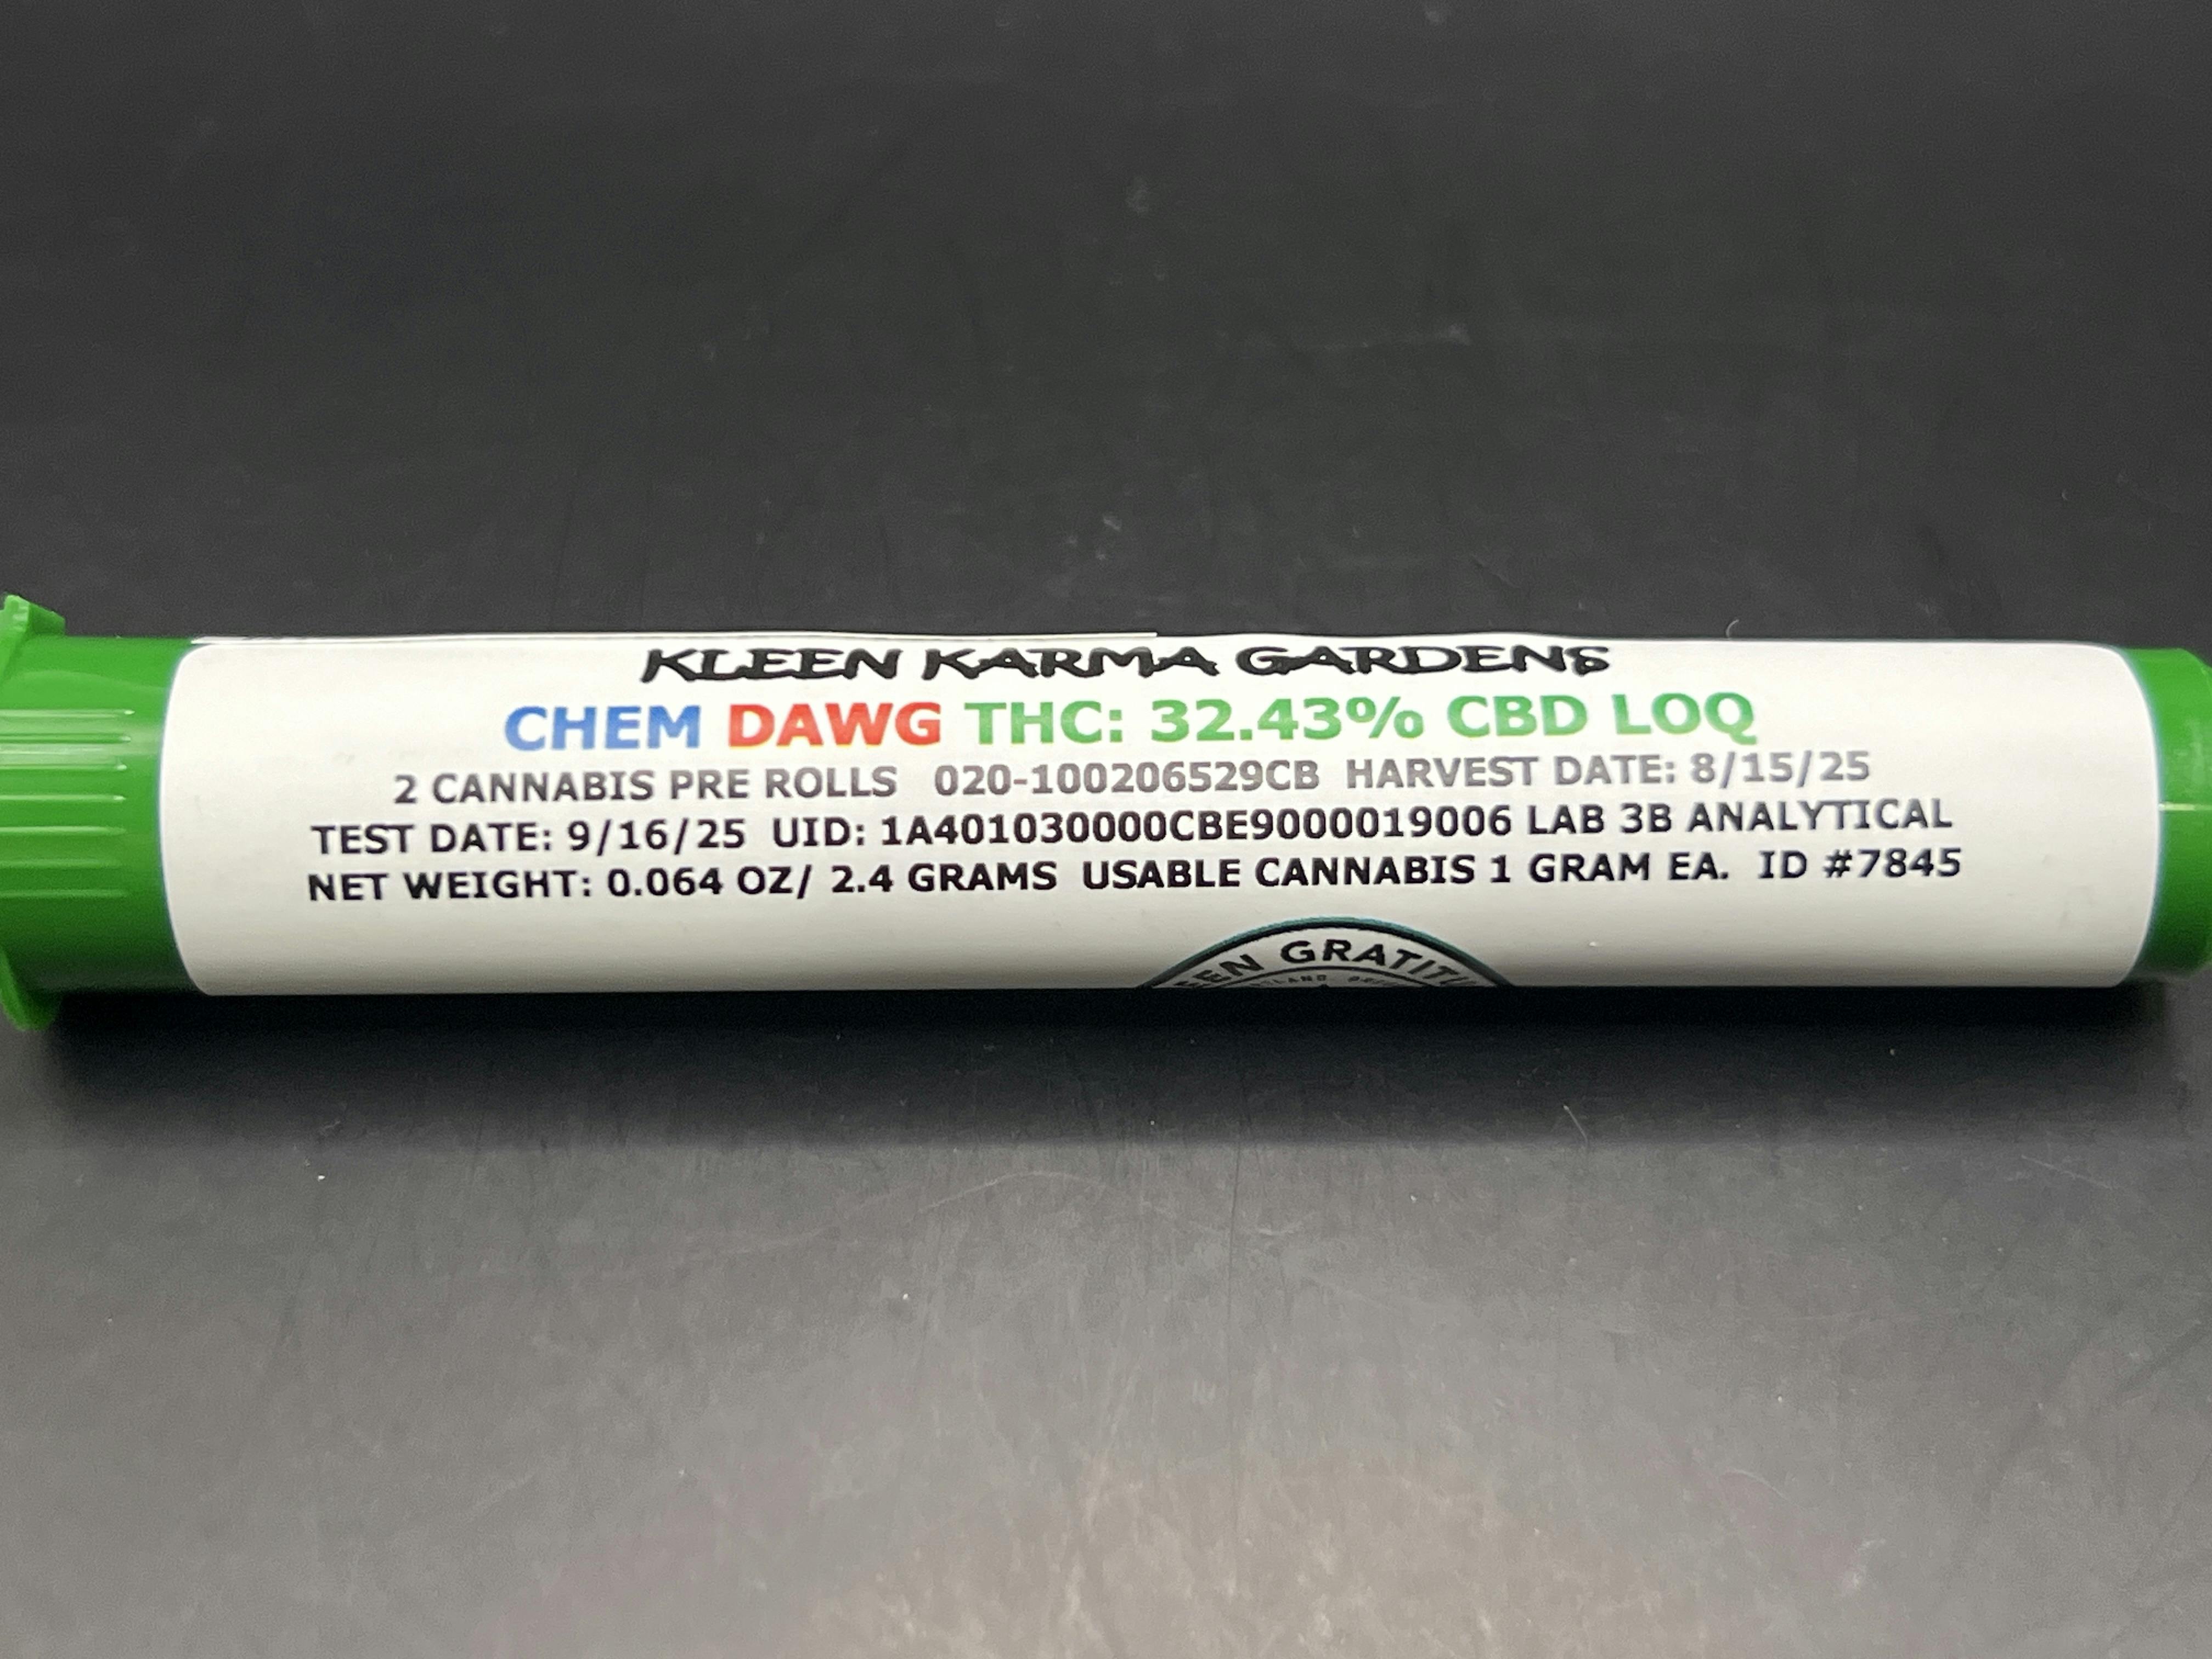 KLEEN KARMA GARDENS
CHEM DAWG THC: 32.43% CBD LOQ
2 CANNABIS PRE ROLLS 020-100206529CB HARVEST DATE: 8/15/25
TEST DATE: 9/16/25 UID: 1A401030000CBE9000019006 LAB 3B ANALYTICAL
NET WEIGHT: 0.064 OZ/ 2.4 GRAMS USABLE CANNABIS 1 GRAM EA. ID #7845